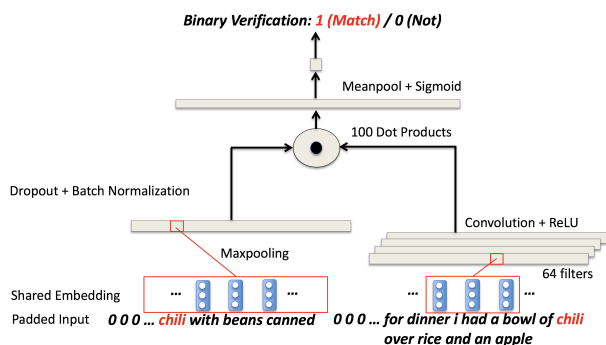 Binary Verification: 1 (Match) / 0 (Not)
Meanpool + Sigmoid
100 Dot Products
Dropout + Batch Normalization
Convolution + ReLU
Maxpooling
64 filters
Shared Embedding
... ... ... ...
Padded Input
0 0 0 ... chili with beans canned
0 0 0 ... for dinner i had a bowl of chili
over rice and an apple